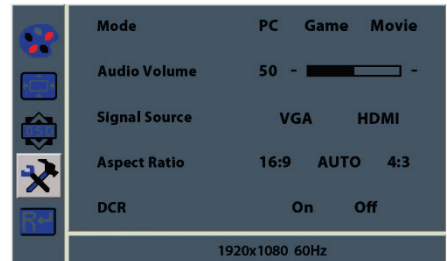 Mode PC Game Movie
Audio Volume 50 - -
Signal Source VGA HDMI
OSD
Aspect Ratio 16:9 AUTO 4:3
DCR On Off
R
1920x1080 60Hz